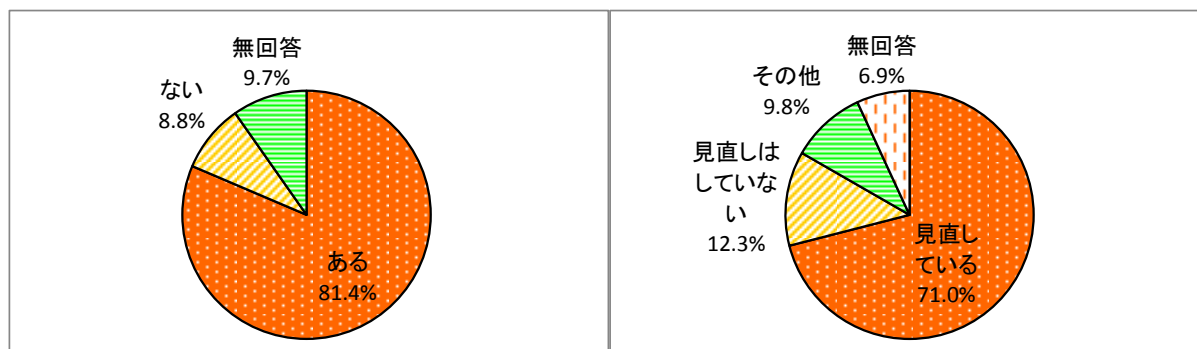 無回答
9.7%
ない
8.8%
ある
81.4%
無回答
6.9%
その他
9.8%
見直しは
していな
い
12.3%
見直し
ている
71.0%